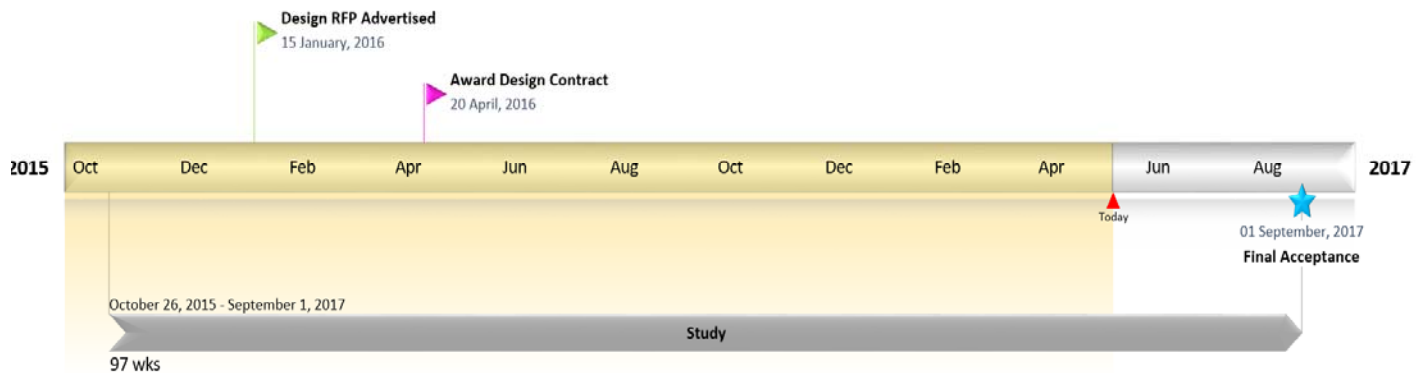 Design RFP Advertised
15 January, 2016
Award Design Contract
20 April, 2016
2015 Oct Dec Feb Apr Jun Aug Oct Dec Feb Apr Jun Aug 2017
Today
01 September, 2017
Final Acceptance
October 26, 2015 - September 1, 2017
Study
97 wks